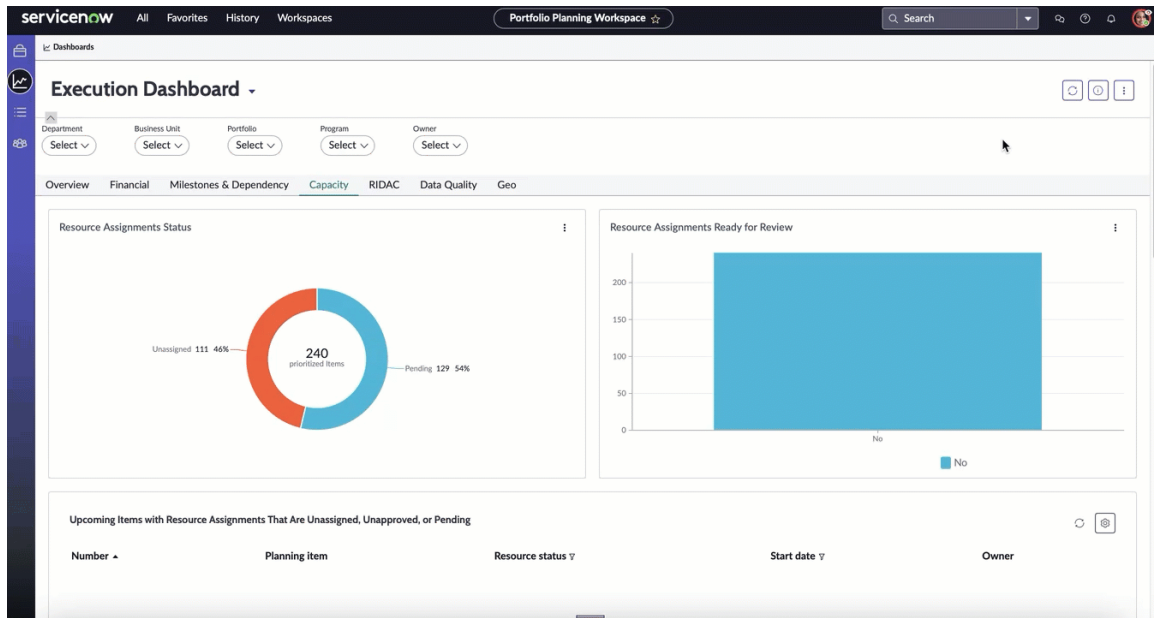 servicenow All Favorites History Workspaces Portfolio Planning Workspace Search
Dashboards
Execution Dashboard
Department Business Unit Portfolio Program Owner
Select Select Select Select Select
Overview Financial Milestones & Dependency Capacity RIDAC Data Quality Geo
Resource Assignments Status
Unassigned 111 46%
240
prioritized items
Pending 129 54%
Resource Assignments Ready for Review
200
150
100
50
0
No
No
Upcoming Items with Resource Assignments That Are Unassigned, Unapproved, or Pending
Number Planning item Resource status Start date Owner